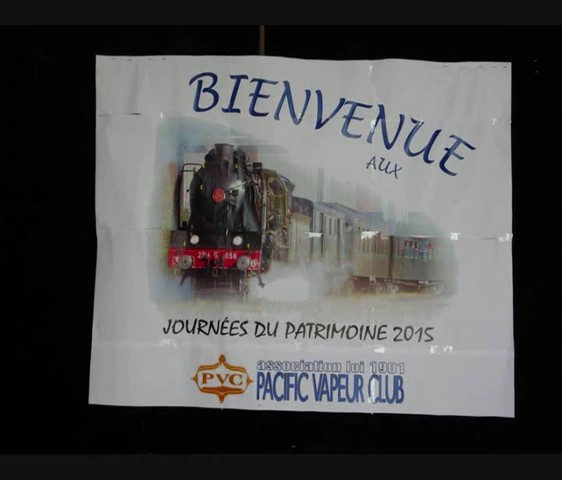 BIENVENUE
AUX
JOURNÉES DU PATRIMOINE 2015
PVC
association loi 1901
PACIFIC VAPEUR CLUB